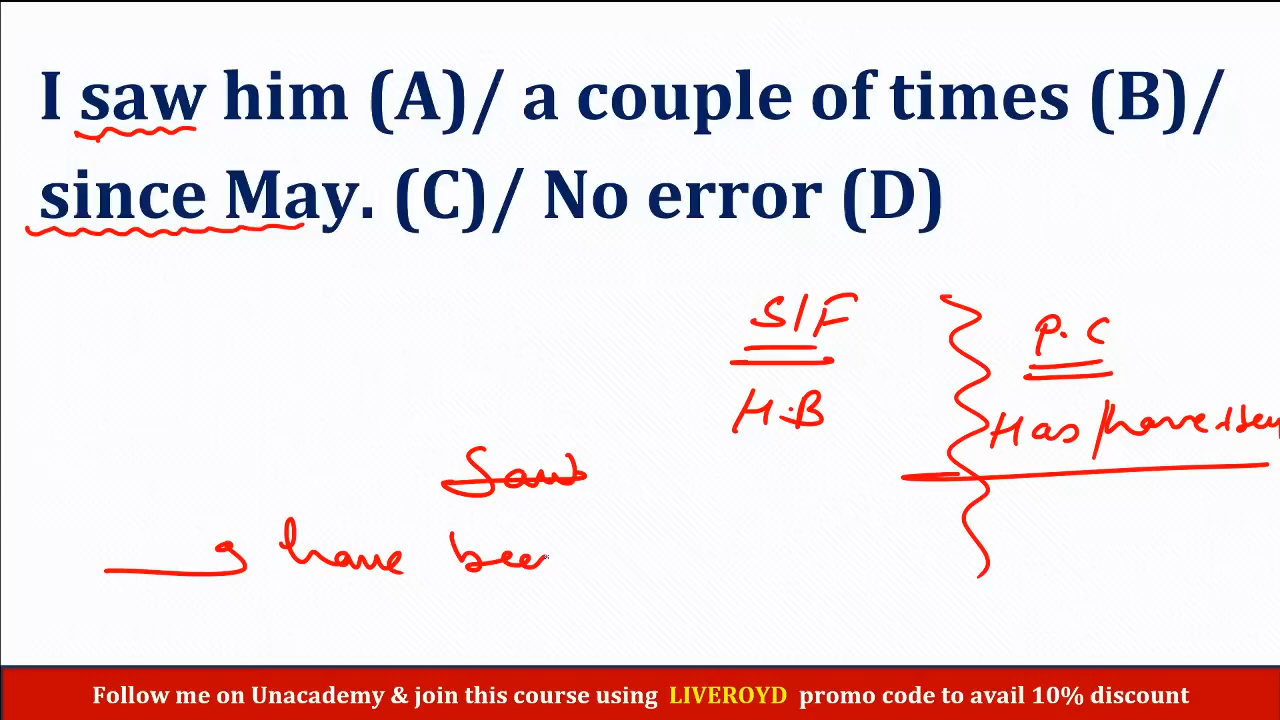 I saw him (A)/ a couple of times (B)/
since May. (C)/ No error (D)
S/F
P.C
H.B
Has/have+been
Saw
I have bee
Follow me on Unacademy & join this course using LIVEROYD promo code to avail 10% discount